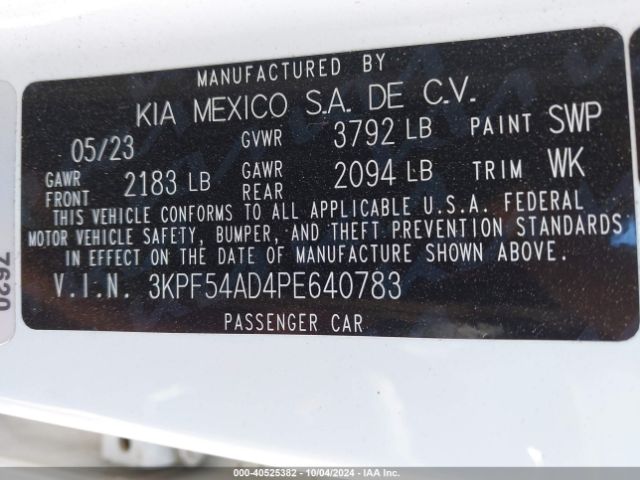 MANUFACTURED BY
KIA MEXICO S.A. DE C.V.
05/23 GVWR 3792 LB PAINT SWP
GAWR FRONT 2183 LB GAWR REAR 2094 LB TRIM WK
THIS VEHICLE CONFORMS TO ALL APPLICABLE U.S.A. FEDERAL
MOTOR VEHICLE SAFETY, BUMPER, AND THEFT PREVENTION STANDARDS
IN EFFECT ON THE DATE OF MANUFACTURE SHOWN ABOVE.
V.I.N. 3KPF54AD4PE640783
PASSENGER CAR
7620
000-40525382 - 10/04/2024 - IAA Inc.